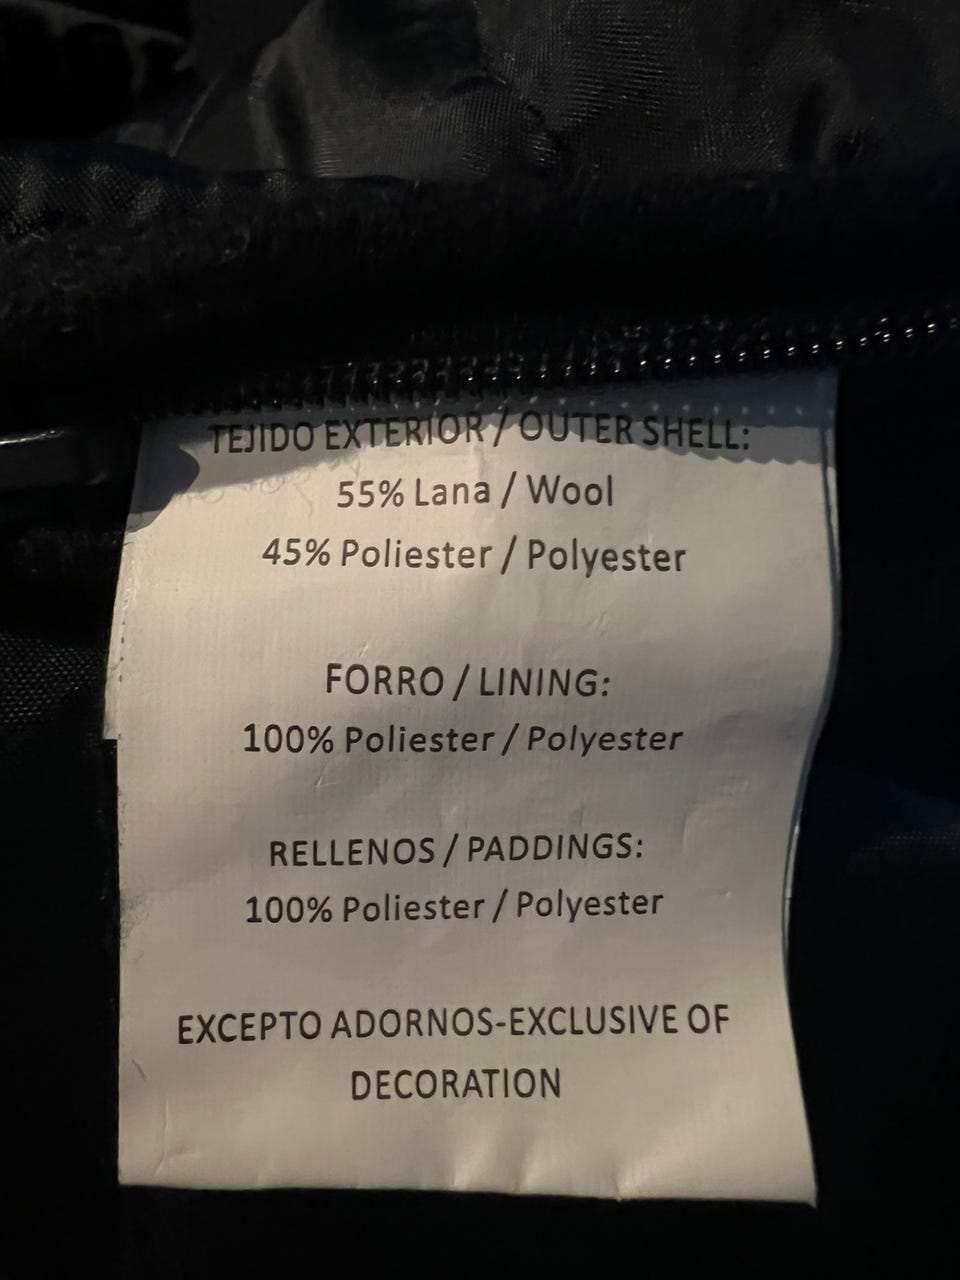 TEJIDO EXTERIOR / OUTER SHELL:
55% Lana / Wool
45% Poliester / Polyester
FORRO / LINING:
100% Poliester / Polyester
RELLENOS / PADDINGS:
100% Poliester / Polyester
EXCEPTO ADORNOS-EXCLUSIVE OF
DECORATION